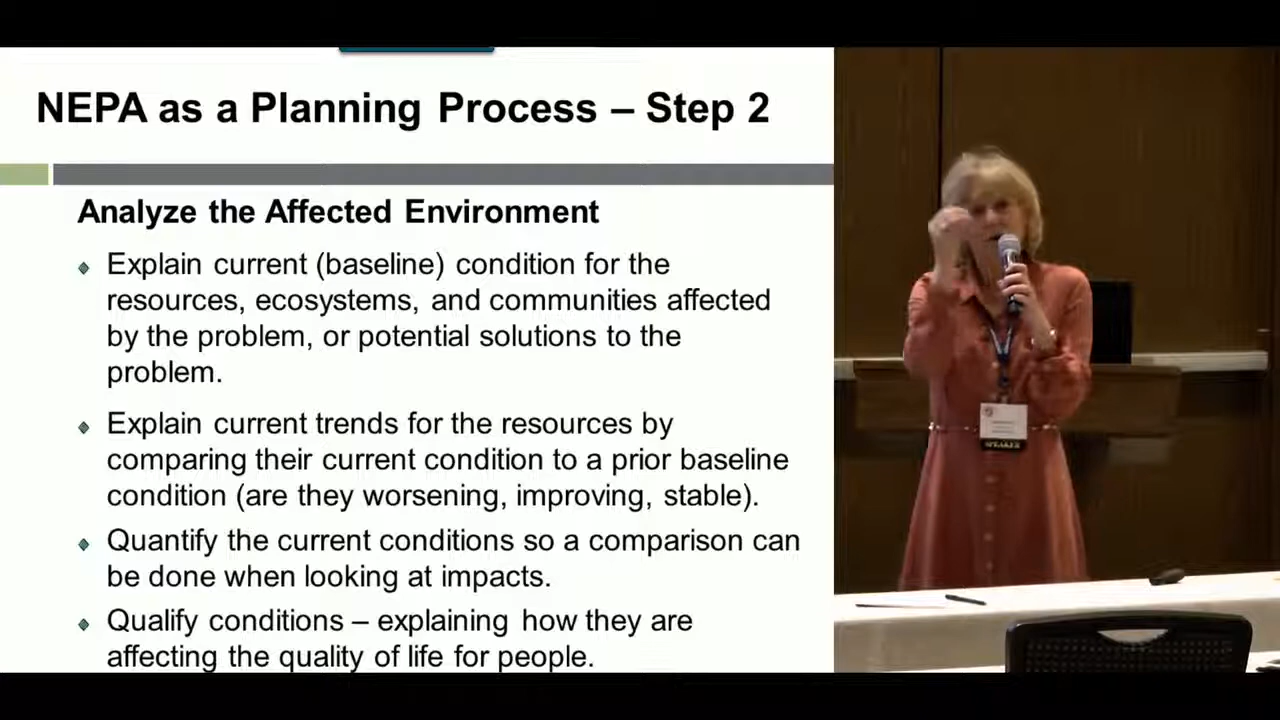 NEPA as a Planning Process – Step 2
Analyze the Affected Environment
Explain current (baseline) condition for the
resources, ecosystems, and communities affected
by the problem, or potential solutions to the
problem.
Explain current trends for the resources by
comparing their current condition to a prior baseline
condition (are they worsening, improving, stable).
Quantify the current conditions so a comparison can
be done when looking at impacts.
Qualify conditions – explaining how they are
affecting the quality of life for people.
SPEAKER